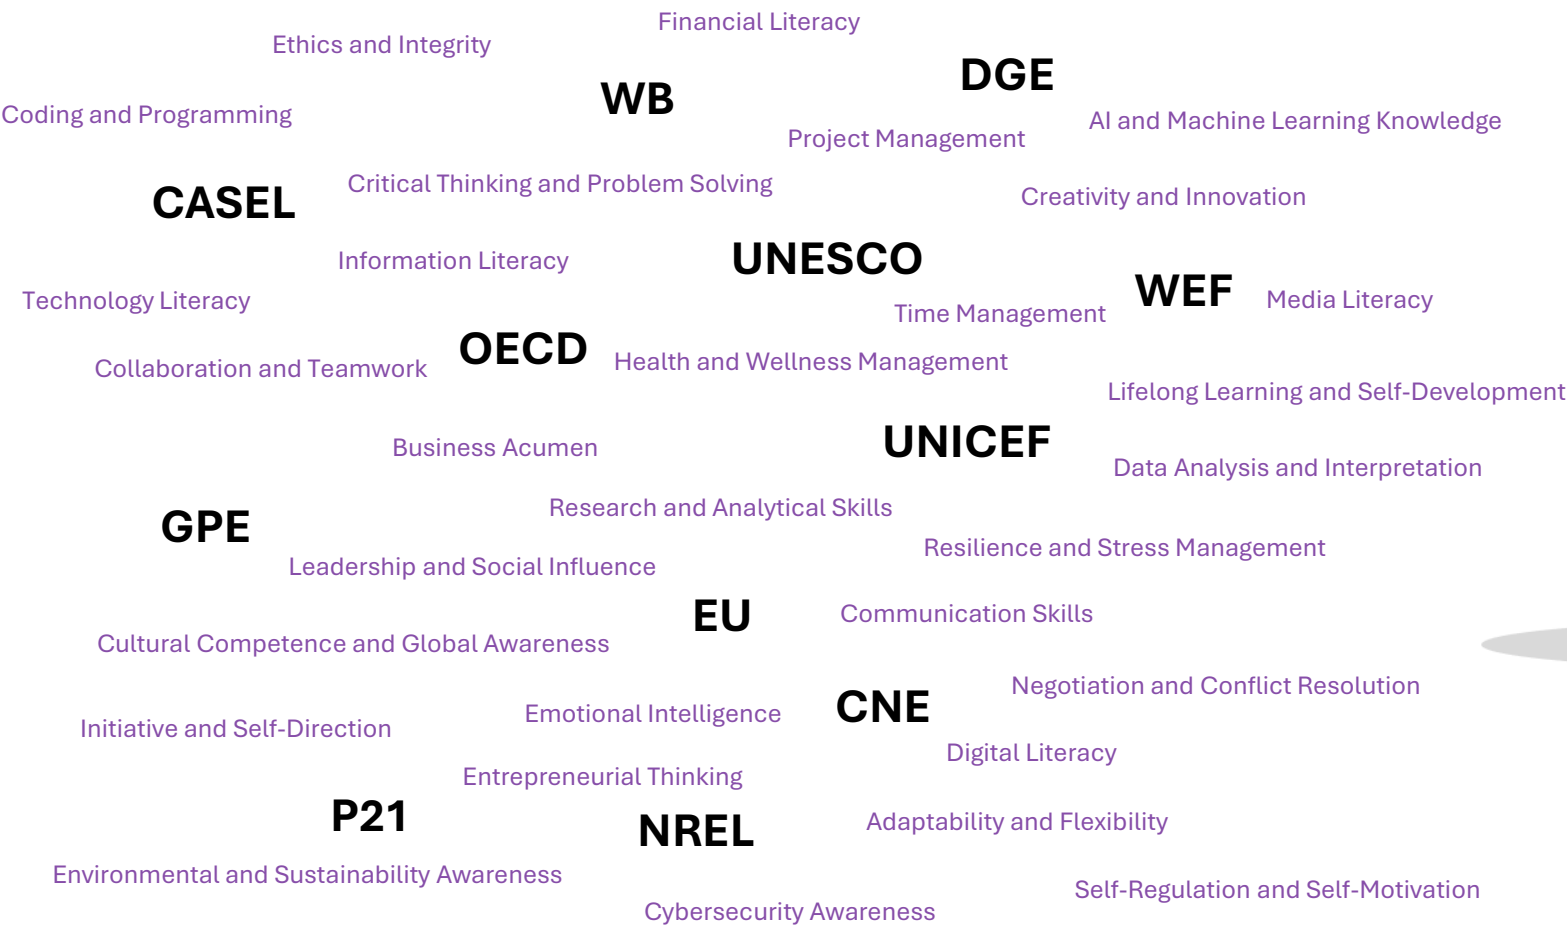 Financial Literacy
Ethics and Integrity
DGE
WB
Coding and Programming
AI and Machine Learning Knowledge
Project Management
Critical Thinking and Problem Solving
CASEL
Creativity and Innovation
Information Literacy
UNESCO
Technology Literacy
WEF
Media Literacy
Time Management
OECD
Health and Wellness Management
Collaboration and Teamwork
Lifelong Learning and Self-Development
Business Acumen
UNICEF
Data Analysis and Interpretation
Research and Analytical Skills
GPE
Resilience and Stress Management
Leadership and Social Influence
EU
Communication Skills
Cultural Competence and Global Awareness
Negotiation and Conflict Resolution
CNE
Emotional Intelligence
Initiative and Self-Direction
Digital Literacy
Entrepreneurial Thinking
P21
NREL
Adaptability and Flexibility
Environmental and Sustainability Awareness
Self-Regulation and Self-Motivation
Cybersecurity Awareness